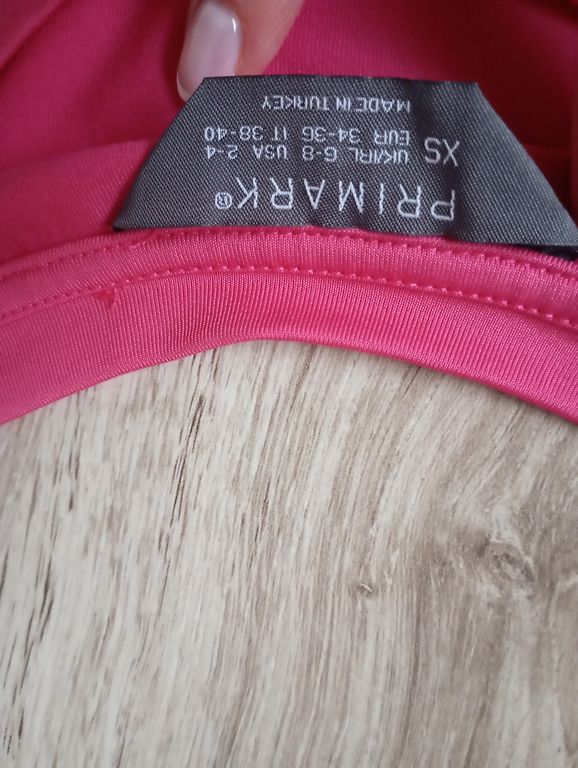 PRIMARK®
XS
UK/IRL 6-8 USA 2-4
EUR 34-36 IT 38-40
MADE IN TURKEY